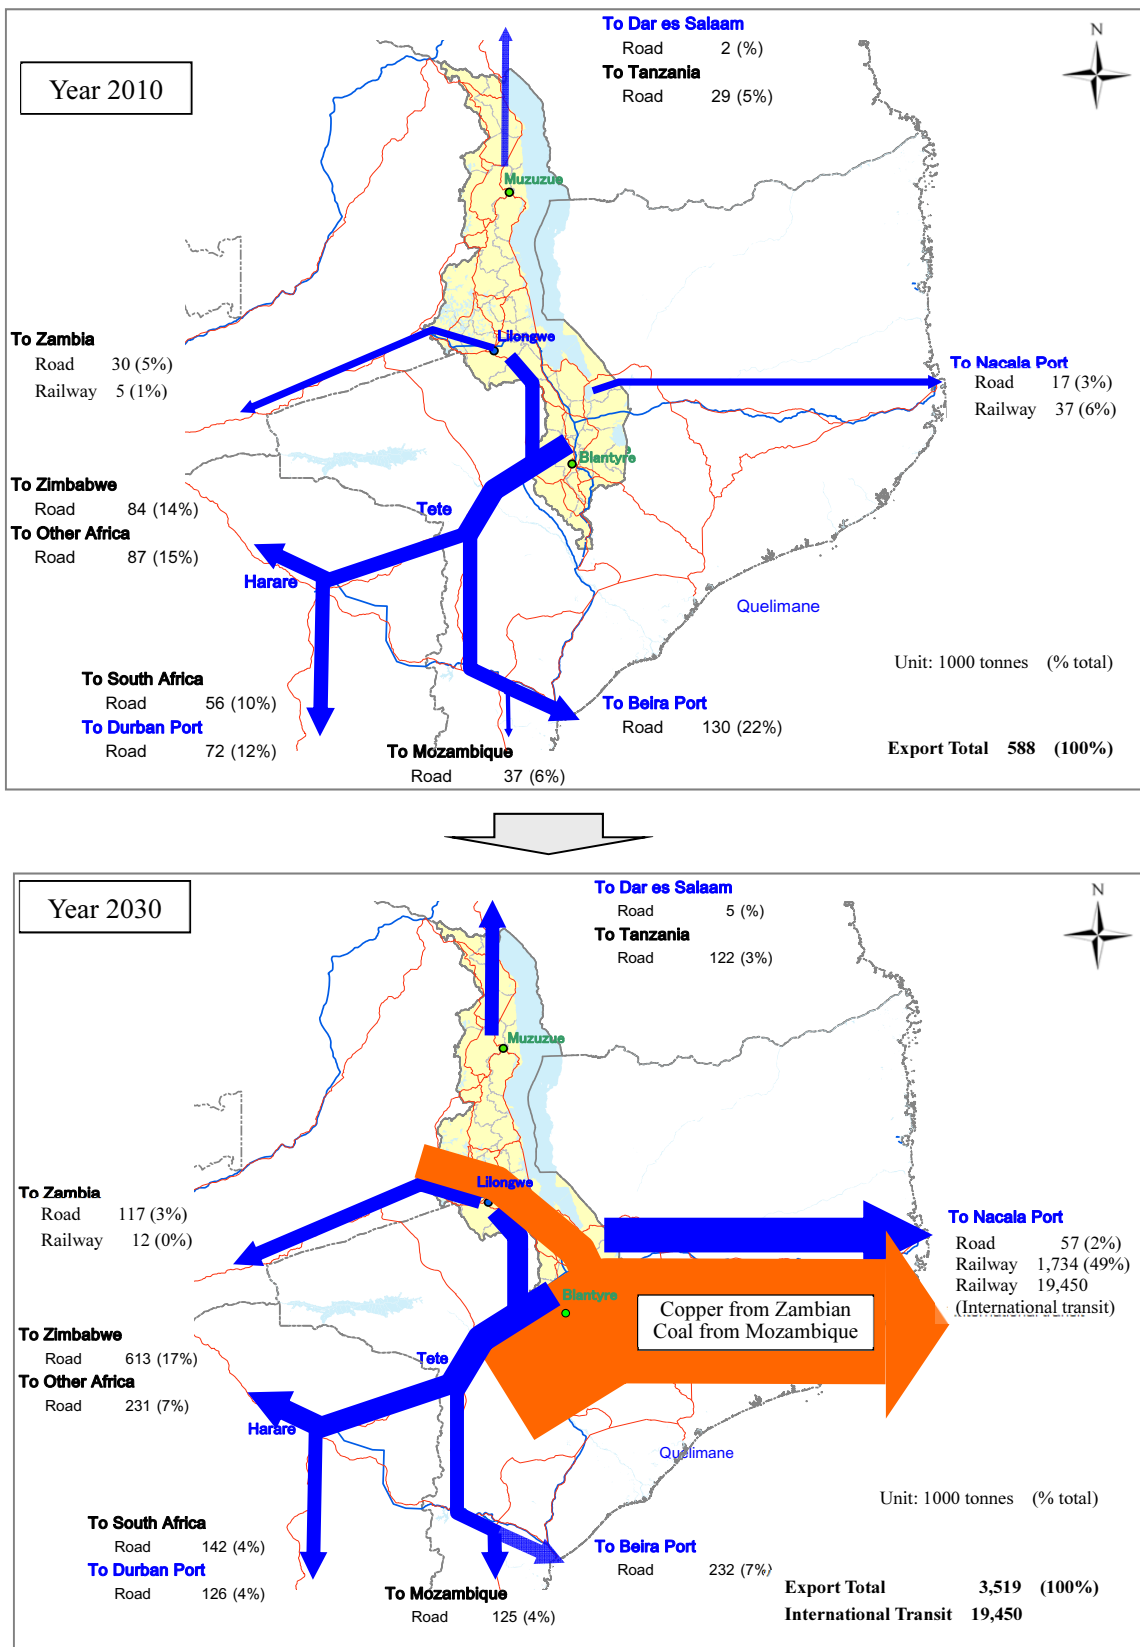 Year 2010
To Dar es Salaam
Road 2 (%)
To Tanzania
Road 29 (5%)
N
Muzuzue
To Zambia
Road 30 (5%)
Railway 5 (1%)
Lilongwe
To Nacala Port
Road 17 (3%)
Railway 37 (6%)
Blantyre
To Zimbabwe
Road 84 (14%)
To Other Africa
Road 87 (15%)
Tete
Harare
Quelimane
Unit: 1000 tonnes (% total)
To South Africa
Road 56 (10%)
To Durban Port
Road 72 (12%)
To Beira Port
Road 130 (22%)
To Mozambique
Road 37 (6%)
Export Total 588 (100%)
Year 2030
To Dar es Salaam
Road 5 (%)
To Tanzania
Road 122 (3%)
N
Muzuzue
To Zambia
Road 117 (3%)
Railway 12 (0%)
Lilongwe
To Nacala Port
Road 57 (2%)
Railway 1,734 (49%)
Railway 19,450
(International transit)
Blantyre
Copper from Zambian
Coal from Mozambique
To Zimbabwe
Road 613 (17%)
To Other Africa
Road 231 (7%)
Tete
Harare
Quelimane
Unit: 1000 tonnes (% total)
To South Africa
Road 142 (4%)
To Durban Port
Road 126 (4%)
To Beira Port
Road 232 (7%)
To Mozambique
Road 125 (4%)
Export Total 3,519 (100%)
International Transit 19,450